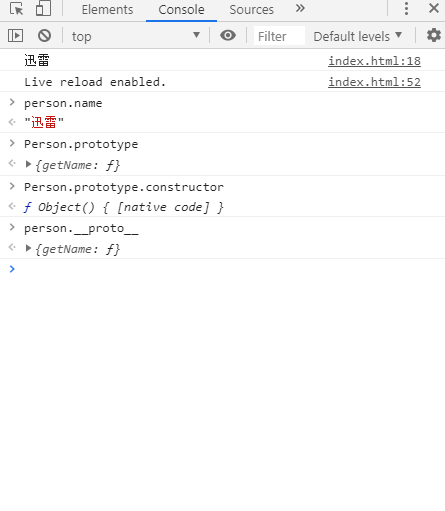 Elements Console Sources »
top ▼ Filter Default levels ▼
迅雷 index.html:18
Live reload enabled. index.html:52
> person.name
< "迅雷"
> Person.prototype
< ▶{getName: ƒ}
> Person.prototype.constructor
< ƒ Object() { [native code] }
> person.__proto__
< ▶{getName: ƒ}
>